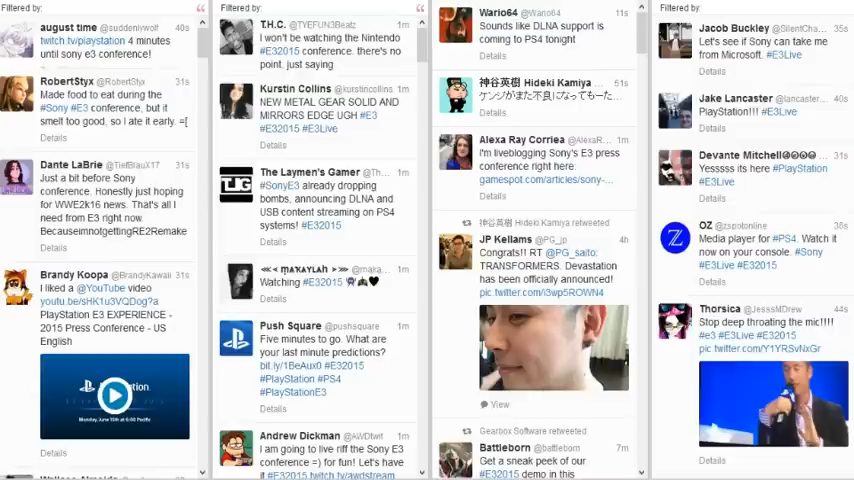 Filtered by:
august time @suddenlywolf 40s
twitch.tv/playstation 4 minutes
until sony e3 conference!
Details
RobertStyx @RobertStyx 31s
Made food to eat during the
#Sony #E3 conference, but it
smelt too good, so I ate it early. =[
Details
Dante LaBrie @TiefBlauX17 31s
Just a bit before Sony
conference. Honestly just hoping
for WWE2k16 news. That's all I
need from E3 right now.
BecauseimnotgettingRE2Remake
Details
Brandy Koopa @BrandyKawaii 31s
I liked a @YouTube video
youtu.be/sHK1u3VQDog?a
PlayStation E3 EXPERIENCE -
2015 Press Conference - US
English
Monday, June 15th at 6:00 Pacific
Details
Filtered by:
T.H.C. @TYEFUN3Beatz 1m
I won't be watching the Nintendo
#E32015 conference. there's no
point, just saying.
Kurstin Collins @kurstincollins 1m
NEW METAL GEAR SOLID AND
MIRRORS EDGE UGH #E3
#E32015 #E3Live
Details
The Laymen's Gamer @Th... 1m
#SonyE3 already dropping
bombs, announcing DLNA and
USB content streaming on PS4
systems! #E32015
Details
TJG
1m
Watching #E32015
Details
Push Square @pushsquare 1m
Five minutes to go. What are
your last minute predictions?
bit.ly/1BeAux0 #E32015
#PlayStation #PS4
#PlayStationE3
Details
Andrew Dickman @AWDtwit 1m
I am going to live riff the Sony E3
conference =) for fun! Let's have
it #E32015 twitch.tv/awdstream
Wario64 @Wario64 11s
Sounds like DLNA support is
coming to PS4 tonight
Details
神谷英樹 Hideki Kamiya ... 51s
ケンジがまた不良になってもーた...
Details
Alexa Ray Corriea @AlexaR... 1m
I'm liveblogging Sony's E3 press
conference right here:
gamespot.com/articles/sony-...
Details
神谷英樹 Hideki Kamiya retweeted
JP Kellams @PG_jp 4h
Congrats!! RT @PG_saito:
TRANSFORMERS: Devastation
has been officially announced!
pic.twitter.com/i3wp5ROWN4
View
Gearbox Software retweeted
Battleborn @battleborn 7m
Get a sneak peek of our
#E32015 demo in this
Filtered by:
Jacob Buckley @SilentCha... 35s
Let's see if Sony can take me
from Microsoft. #E3Live
Details
Jake Lancaster @lancaster... 40s
PlayStation!!! #E3Live
Details
Devante Mitchell 31s
Yesssss its here #PlayStation
#E3Live
Details
OZ @zspotonline 36s
Media player for #PS4. Watch it
now on your console. #Sony
#E3Live #E32015
Details
Thorsica @JesssMDrew 44s
Stop deep throating the mic!!!!
#e3 #E3Live #E32015
pic.twitter.com/Y1YRSvNxGr
Details